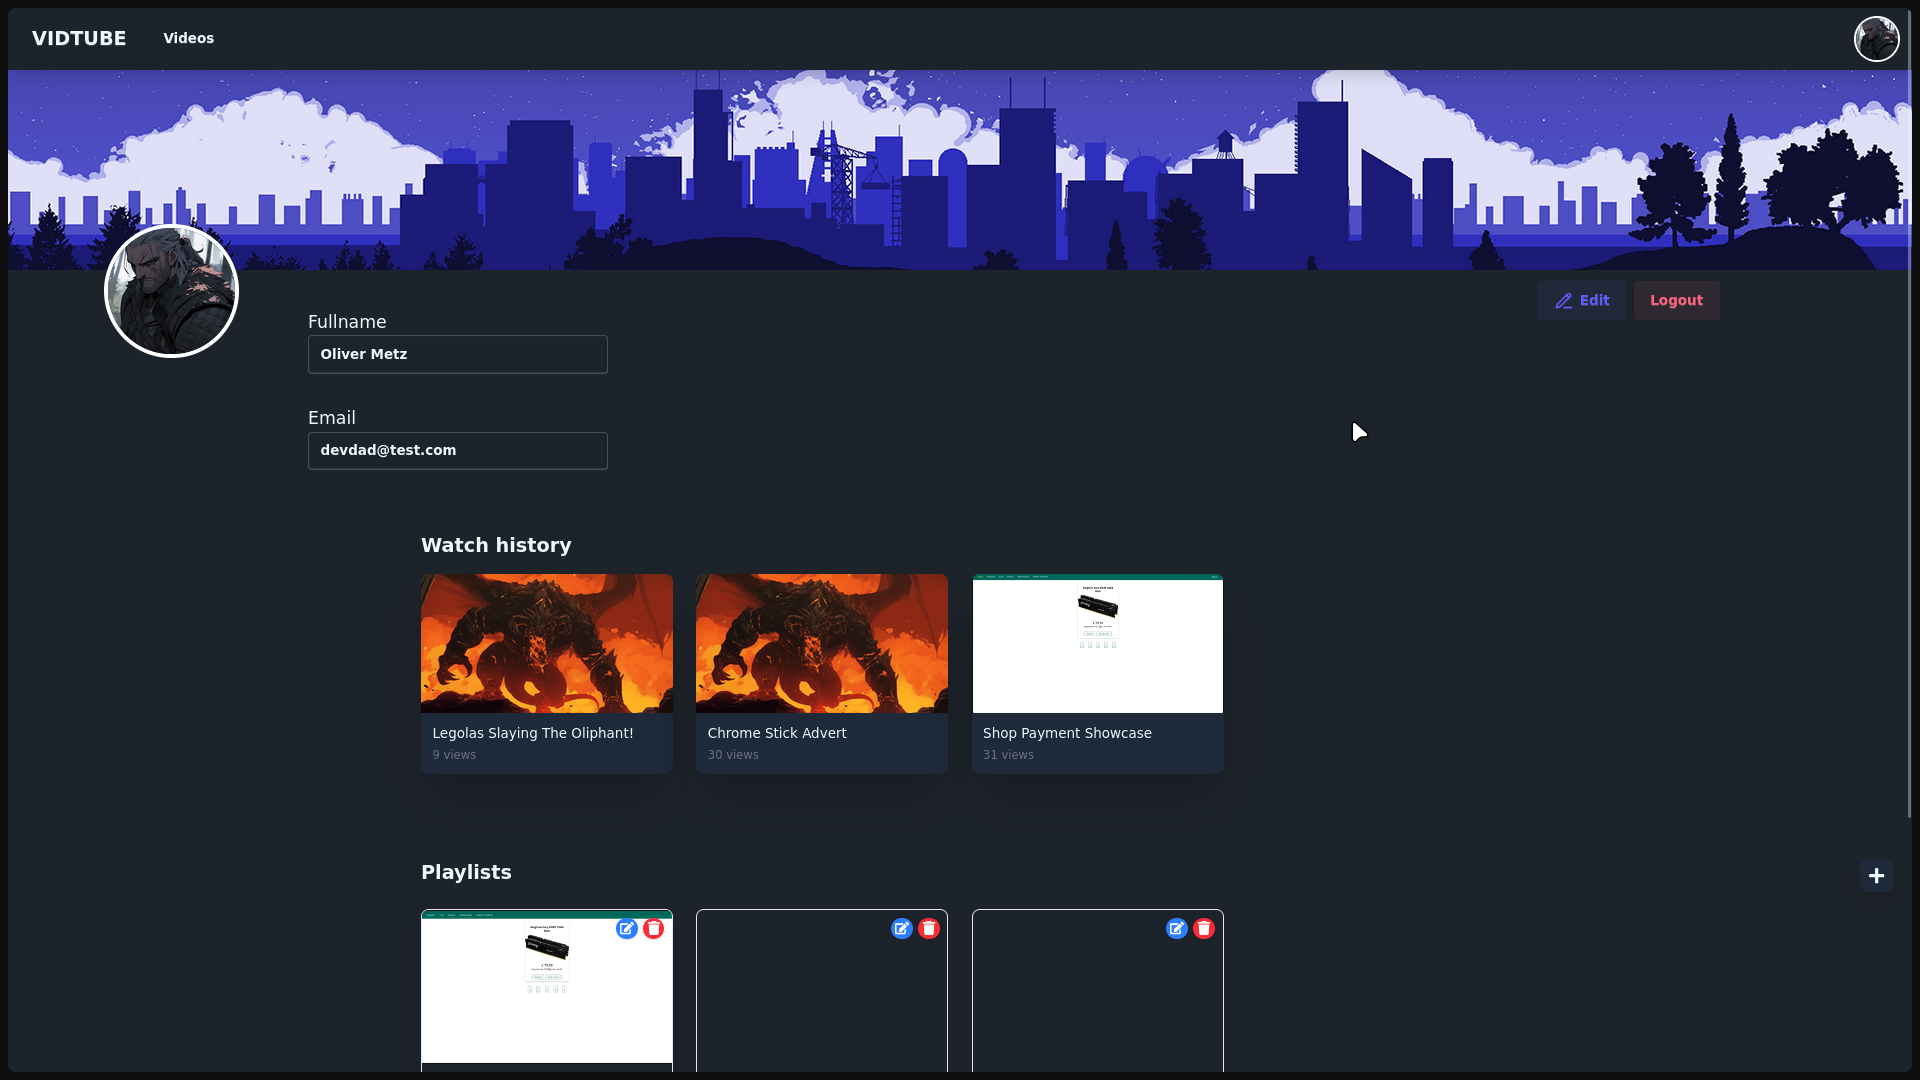 VIDTUBE Videos
Edit Logout
Fullname
Oliver Metz
Email
devdad@test.com
Watch history
Legolas Slaying The Oliphant!
9 views
Chrome Stick Advert
30 views
Shop Payment Showcase
31 views
Playlists